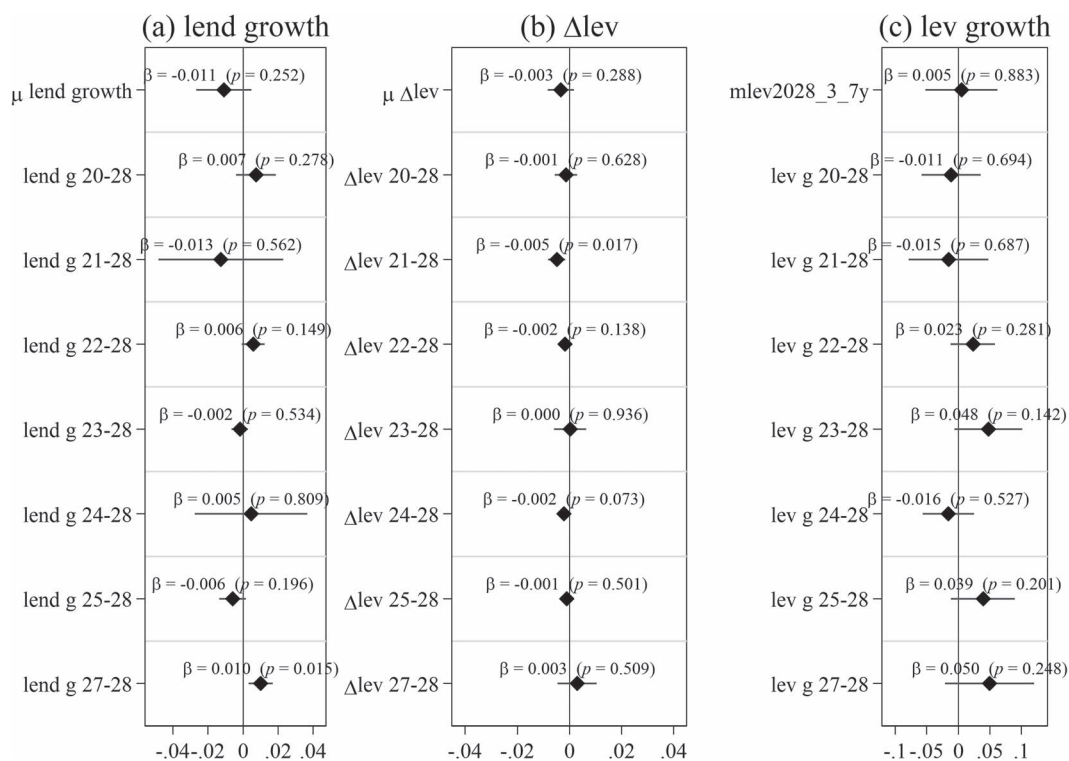 (a) lend growth
μ lend growth
β = -0.011 (p = 0.252)
lend g 20-28
β = 0.007 (p = 0.278)
lend g 21-28
β = -0.013 (p = 0.562)
lend g 22-28
β = 0.006 (p = 0.149)
lend g 23-28
β = -0.002 (p = 0.534)
lend g 24-28
β = 0.005 (p = 0.809)
lend g 25-28
β = -0.006 (p = 0.196)
lend g 27-28
β = 0.010 (p = 0.015)
-.04 -.02 0 .02 .04
(b) Δlev
μ Δlev
β = -0.003 (p = 0.288)
Δlev 20-28
β = -0.001 (p = 0.628)
Δlev 21-28
β = -0.005 (p = 0.017)
Δlev 22-28
β = -0.002 (p = 0.138)
Δlev 23-28
β = 0.000 (p = 0.936)
Δlev 24-28
β = -0.002 (p = 0.073)
Δlev 25-28
β = -0.001 (p = 0.501)
Δlev 27-28
β = 0.003 (p = 0.509)
-.04 -.02 0 .02 .04
(c) lev growth
mlev2028_3_7y
β = 0.005 (p = 0.883)
lev g 20-28
β = -0.011 (p = 0.694)
lev g 21-28
β = -0.015 (p = 0.687)
lev g 22-28
β = 0.023 (p = 0.281)
lev g 23-28
β = 0.048 (p = 0.142)
lev g 24-28
β = -0.016 (p = 0.527)
lev g 25-28
β = 0.039 (p = 0.201)
lev g 27-28
β = 0.050 (p = 0.248)
-.1 -.05 0 .05 .1